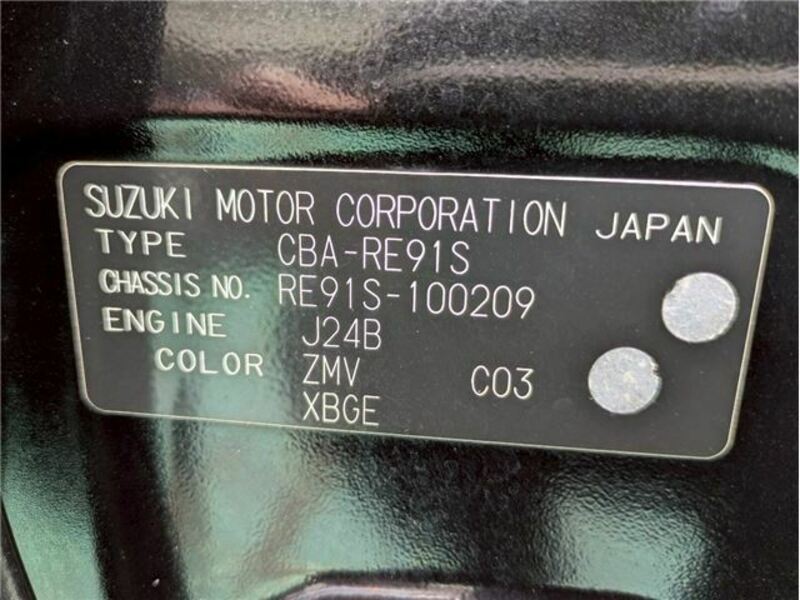 SUZUKI MOTOR CORPORATION JAPAN
TYPE CBA-RE91S
CHASSIS NO. RE91S-100209
ENGINE J24B
COLOR ZMV C03
XBGE